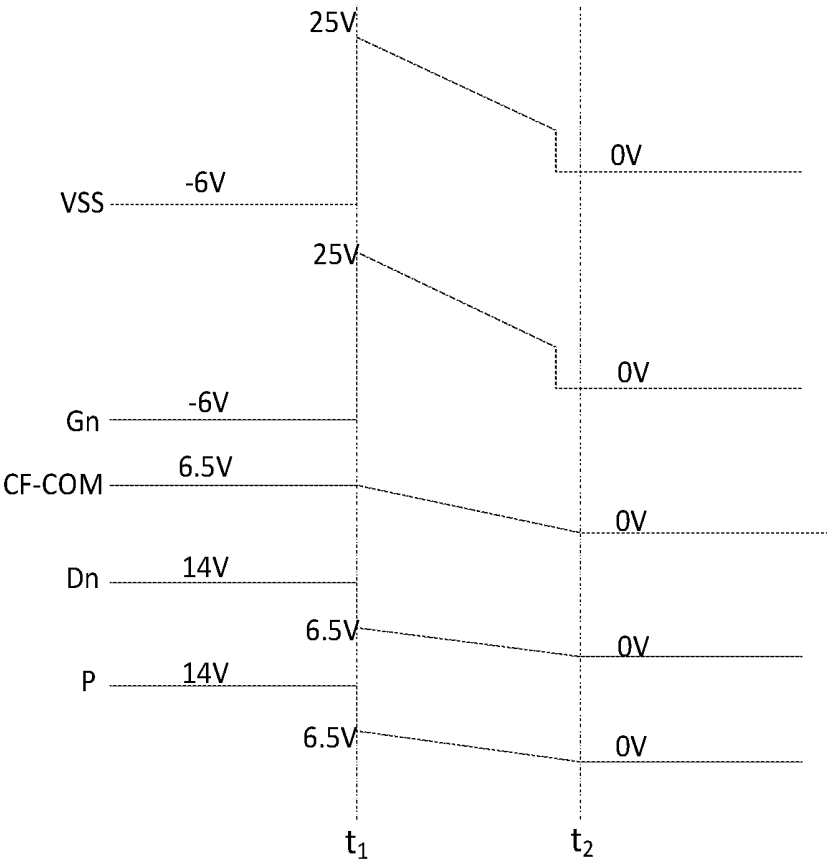 25V
0V
-6V
VSS
25V
0V
-6V
Gn
6.5V
CF-COM
0V
14V
Dn
6.5V
0V
14V
P
6.5V
0V
t₁
t₂